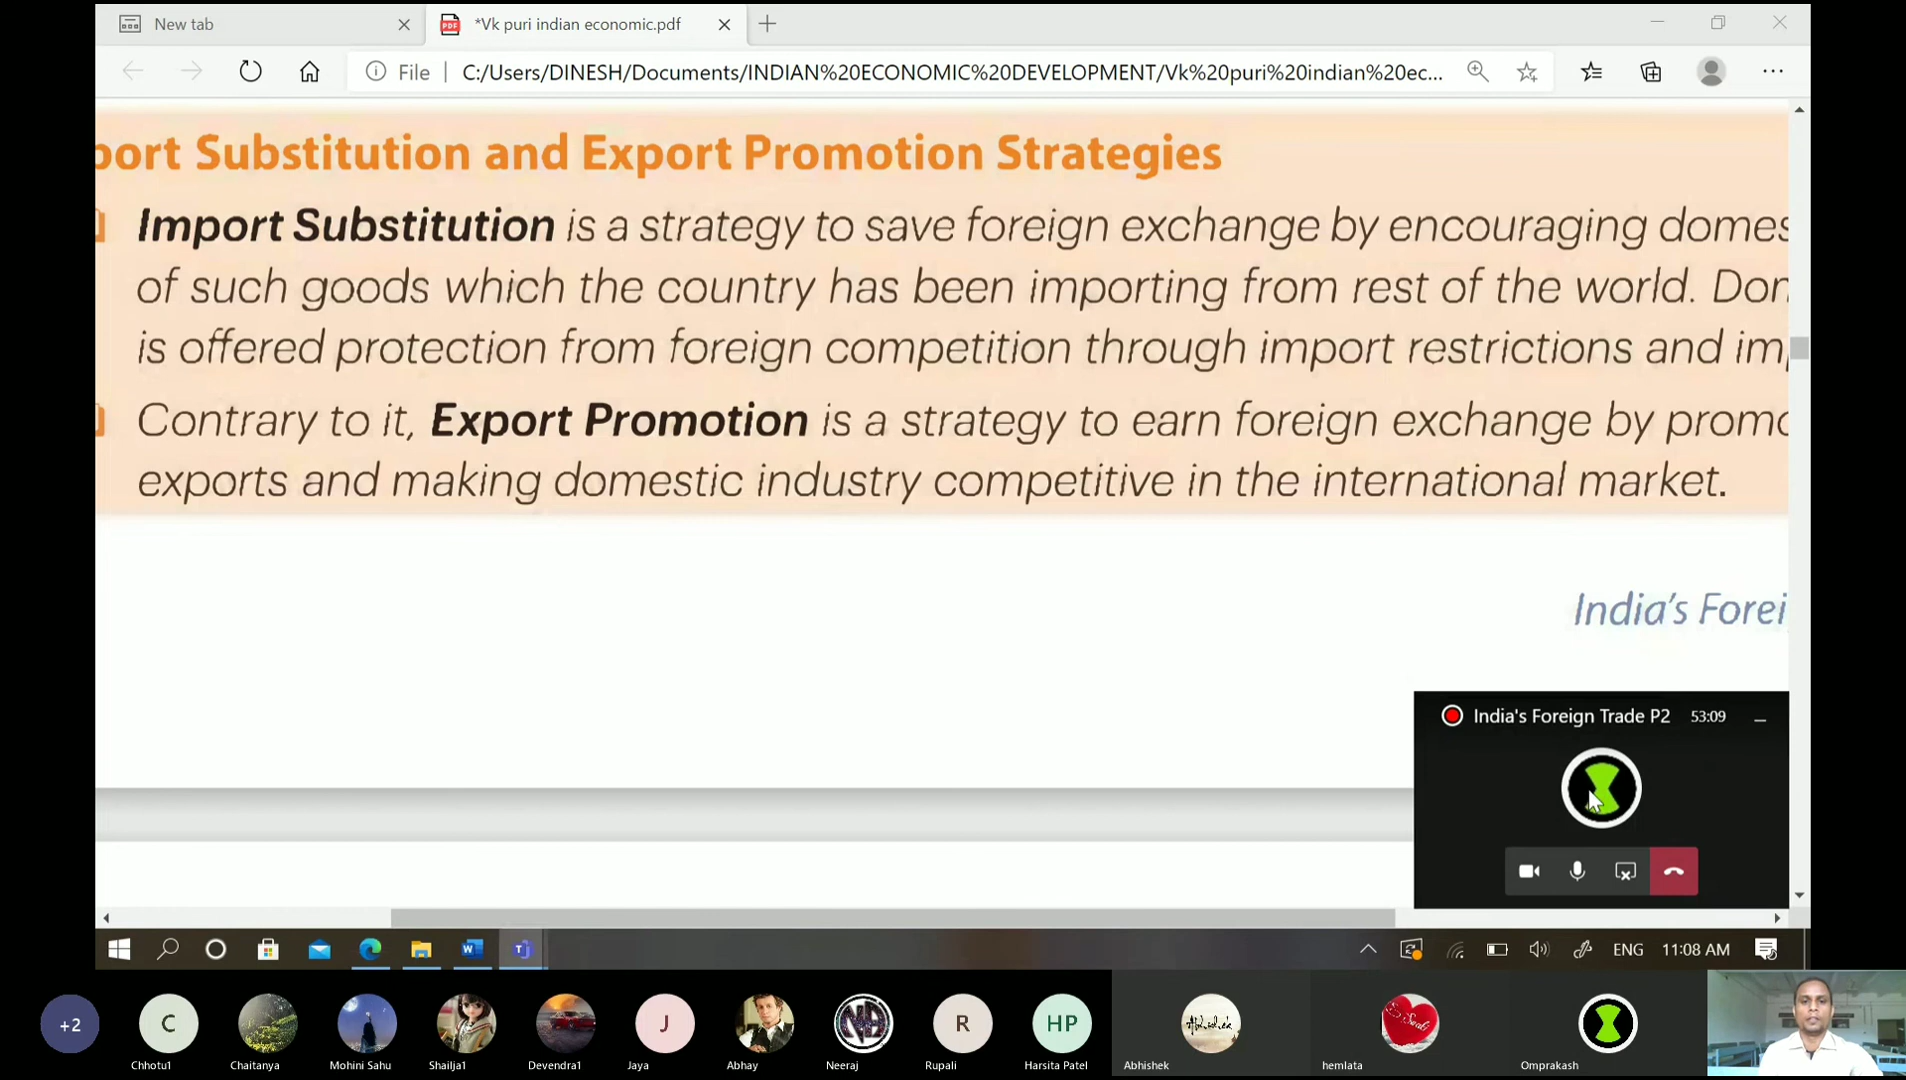 New tab
*Vk puri indian economic.pdf
File
C:/Users/DINESH/Documents/INDIAN%20ECONOMIC%20DEVELOPMENT/Vk%20puri%20indian%20ec...
port Substitution and Export Promotion Strategies
Import Substitution is a strategy to save foreign exchange by encouraging domes
of such goods which the country has been importing from rest of the world. Don
is offered protection from foreign competition through import restrictions and im
Contrary to it, Export Promotion is a strategy to earn foreign exchange by promo
exports and making domestic industry competitive in the international market.
India's Forei
India's Foreign Trade P2 53:09
ENG 11:08 AM
+2
C
J
R
HP
Abhishek
Chhotu1
Chaitanya
Mohini Sahu
Shailja1
Devendra1
Jaya
Abhay
Neeraj
Rupali
Harsita Patel
Abhishek
hemlata
Omprakash